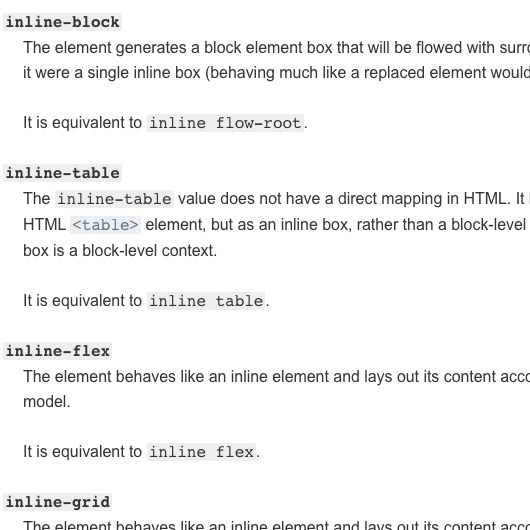 inline-block
The element generates a block element box that will be flowed with
it were a single inline box (behaving much like a replaced element would
It is equivalent to inline flow-root.
inline-table
The inline-table value does not have a direct mapping in HTML. It
HTML <table> element, but as an inline box, rather than a block-level
box is a block-level context.
It is equivalent to inline table.
inline-flex
The element behaves like an inline element and lays out its content
model.
It is equivalent to inline flex.
inline-grid
The element behaves like an inline element and lays out its content